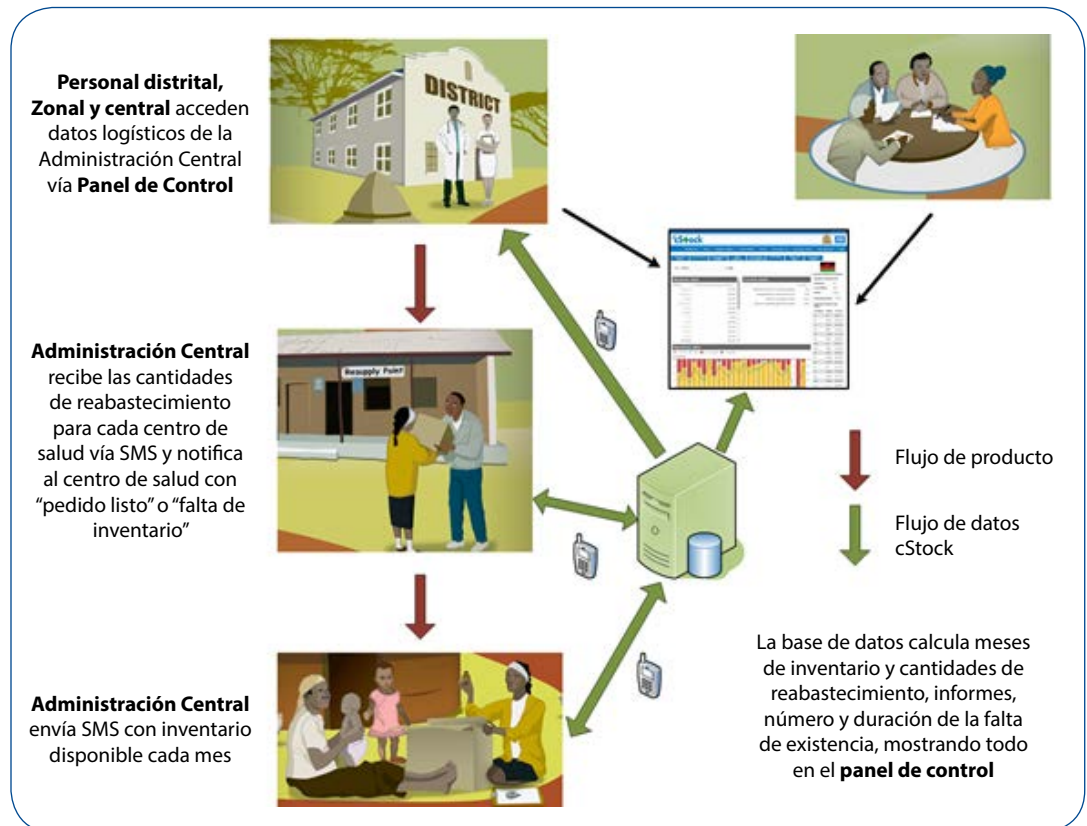 Personal distrital,
Zonal y central acceden
datos logísticos de la
Administración Central
vía Panel de Control
DISTRICT
cStock
Administración Central
recibe las cantidades
de reabastecimiento
para cada centro de
salud vía SMS y notifica
al centro de salud con
“pedido listo” o “falta de
inventario”
Resupply Point
Flujo de producto
Flujo de datos
cStock
Administración Central
envía SMS con inventario
disponible cada mes
La base de datos calcula meses
de inventario y cantidades de
reabastecimiento, informes,
número y duración de la falta
de existencia, mostrando todo
en el panel de control